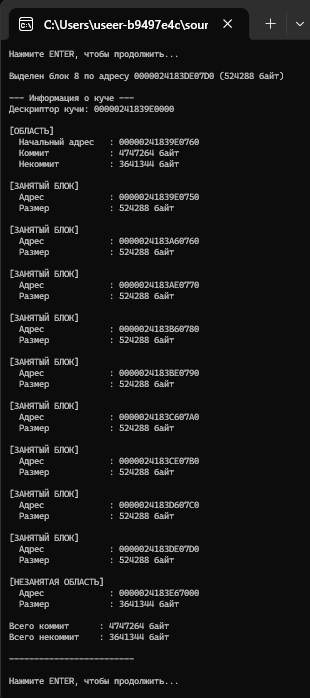 C:\Users\useer-b9497e4c\sour
Нажмите ENTER, чтобы продолжить...
Выделен блок 8 по адресу 0000024183DE07D0 (524288 байт)
--- Информация о куче ---
Дескриптор кучи: 00000241839E0000
[ОБЛАСТЬ]
Начальный адрес : 00000241839E0760
Коммит : 4747264 байт
Некоммит : 3641344 байт
[ЗАНЯТЫЙ БЛОК]
Адрес : 00000241839E0750
Размер : 524288 байт
[ЗАНЯТЫЙ БЛОК]
Адрес : 0000024183A60760
Размер : 524288 байт
[ЗАНЯТЫЙ БЛОК]
Адрес : 0000024183AE0770
Размер : 524288 байт
[ЗАНЯТЫЙ БЛОК]
Адрес : 0000024183B60780
Размер : 524288 байт
[ЗАНЯТЫЙ БЛОК]
Адрес : 0000024183BE0790
Размер : 524288 байт
[ЗАНЯТЫЙ БЛОК]
Адрес : 0000024183C607A0
Размер : 524288 байт
[ЗАНЯТЫЙ БЛОК]
Адрес : 0000024183CE07B0
Размер : 524288 байт
[ЗАНЯТЫЙ БЛОК]
Адрес : 0000024183D607C0
Размер : 524288 байт
[ЗАНЯТЫЙ БЛОК]
Адрес : 0000024183DE07D0
Размер : 524288 байт
[НЕЗАНЯТАЯ ОБЛАСТЬ]
Адрес : 0000024183E67000
Размер : 3641344 байт
Всего коммит : 4747264 байт
Всего некоммит : 3641344 байт
-------------------------
Нажмите ENTER, чтобы продолжить...